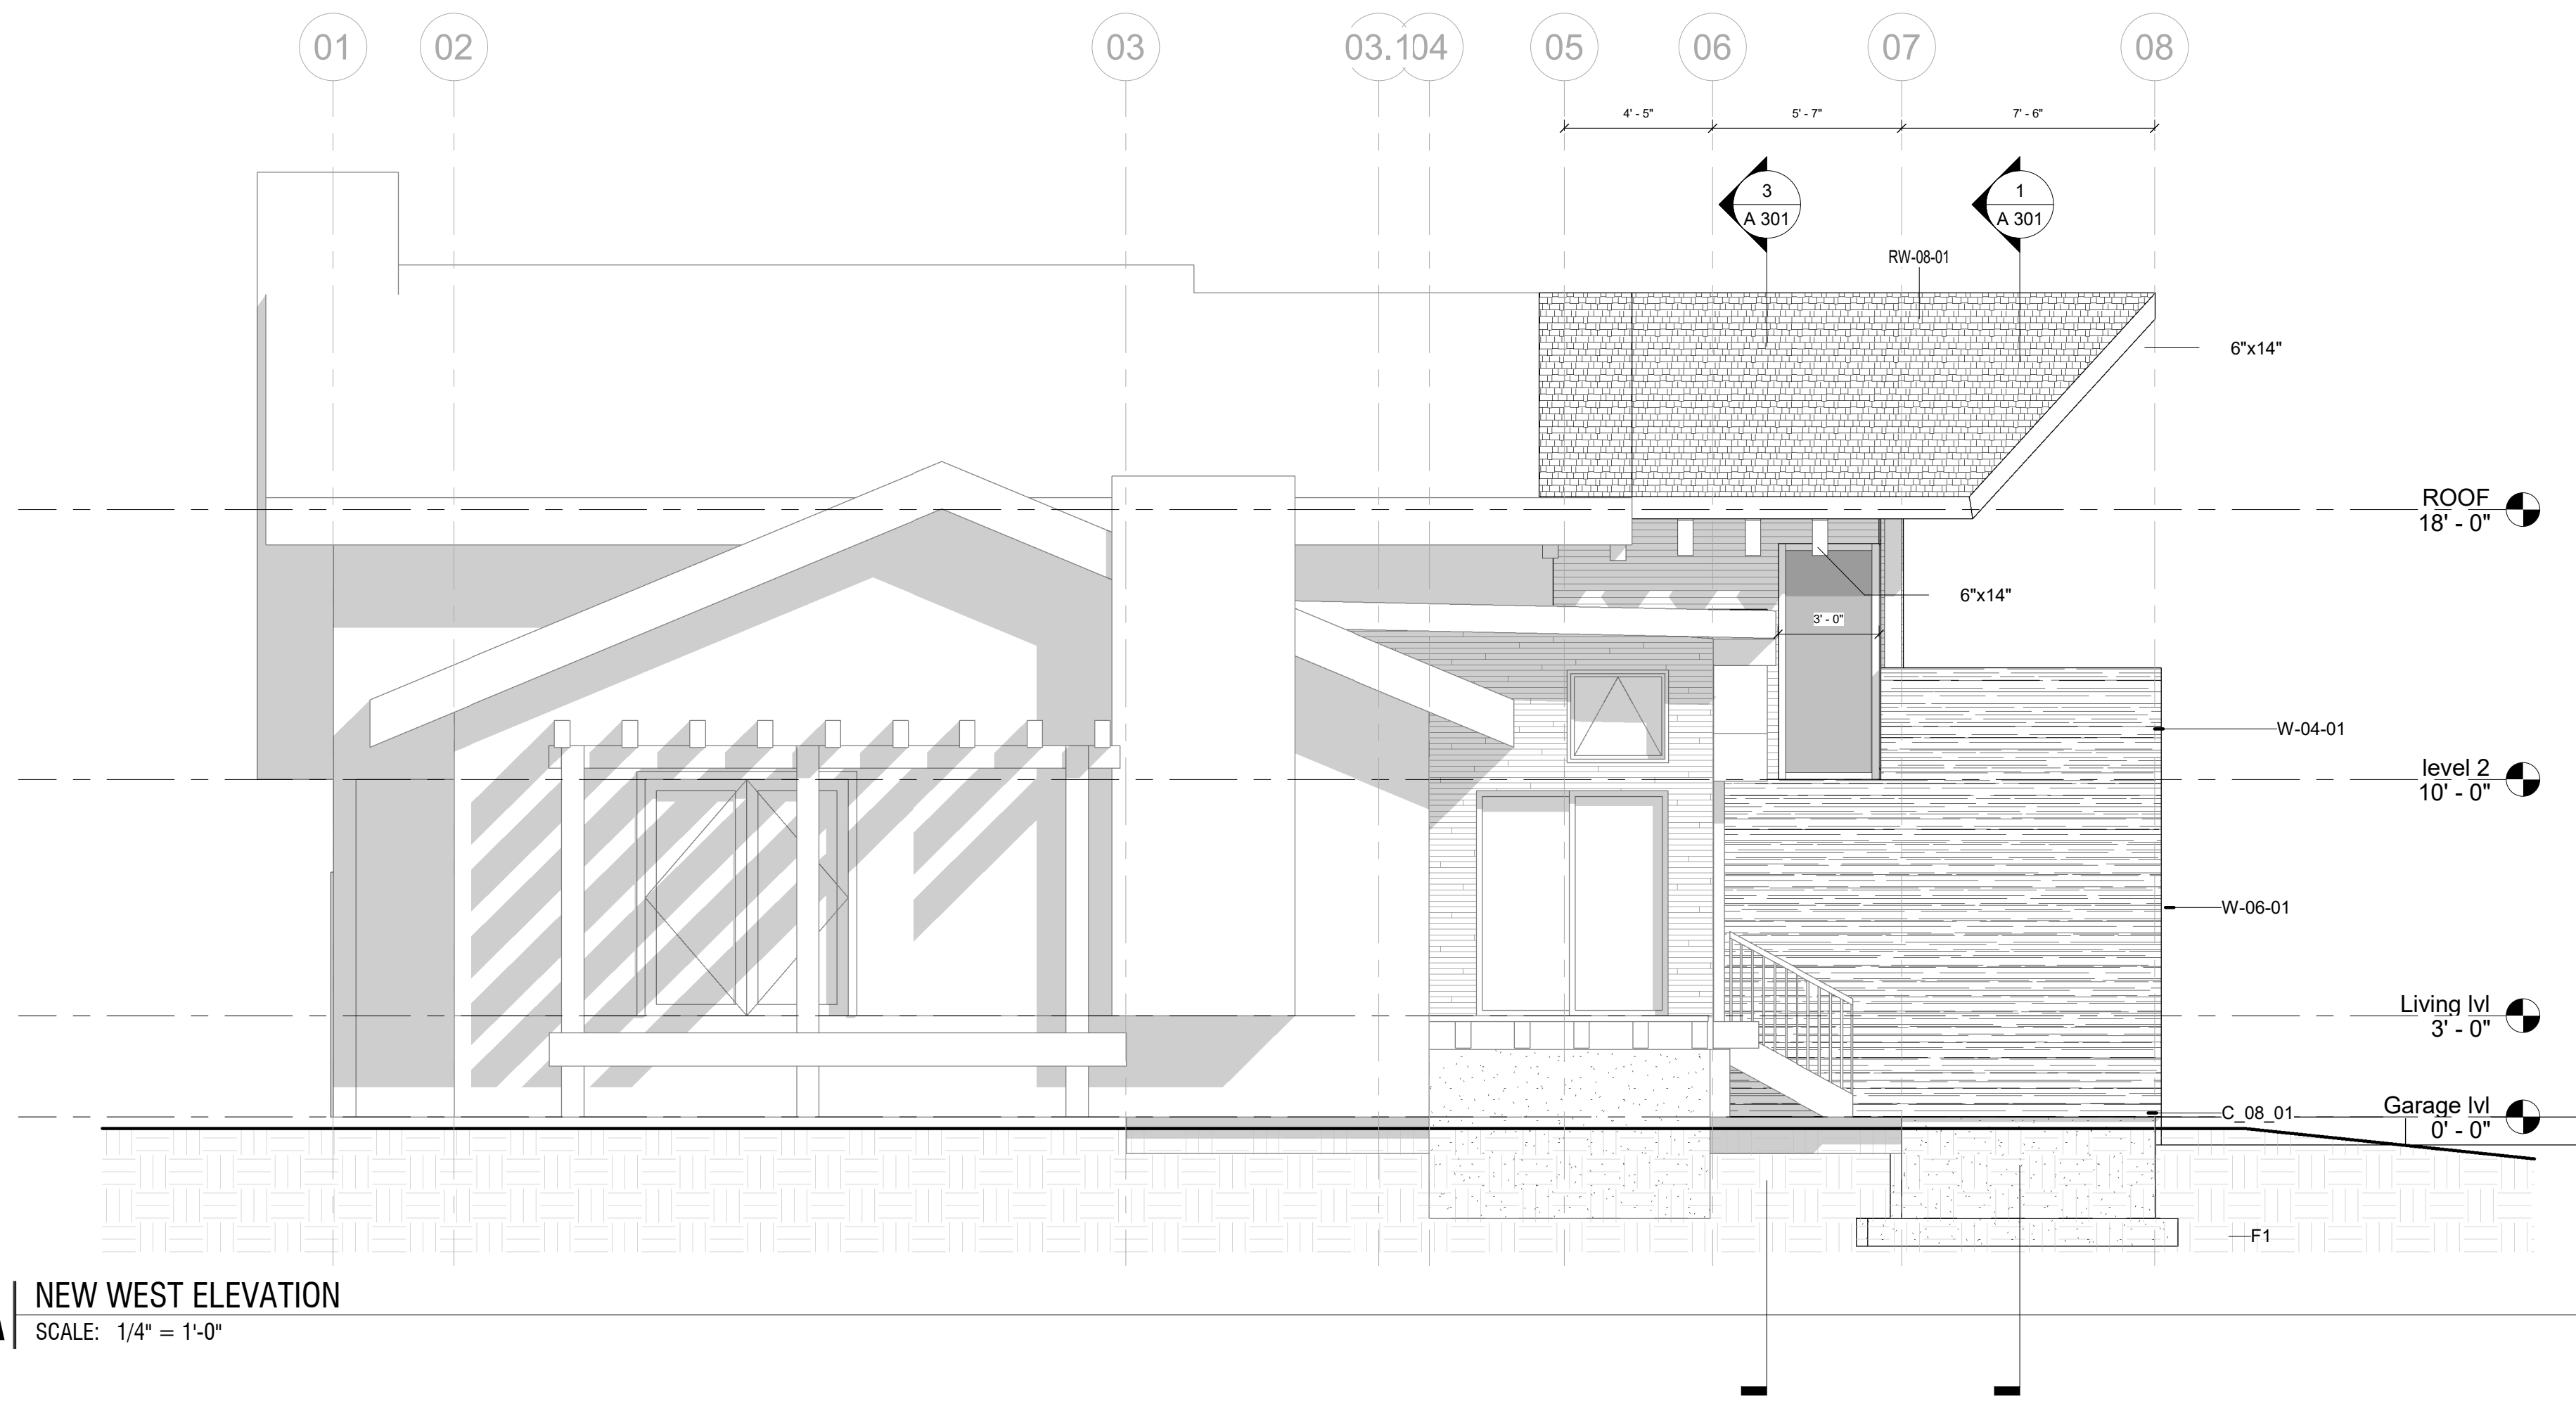 01
02
03
03.1
04
05
06
07
08
4' - 5"
5' - 7"
7' - 6"
3
A 301
1
A 301
RW-08-01
6"x14"
ROOF
18' - 0"
6"x14"
3' - 0"
W-04-01
level 2
10' - 0"
W-06-01
Living lvl
3' - 0"
C_08_01
Garage lvl
0' - 0"
F1
NEW WEST ELEVATION
SCALE: 1/4" = 1'-0"